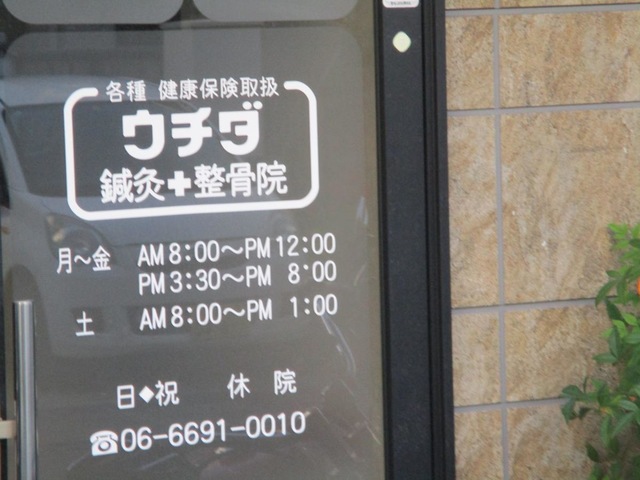 各種 健康保険取扱
ウチダ
鍼灸✚整骨院
月～金 AM 8:00～PM 12:00
PM 3:30～PM 8:00
土 AM 8:00～PM 1:00
日◆祝 休 院
☎06-6691-0010